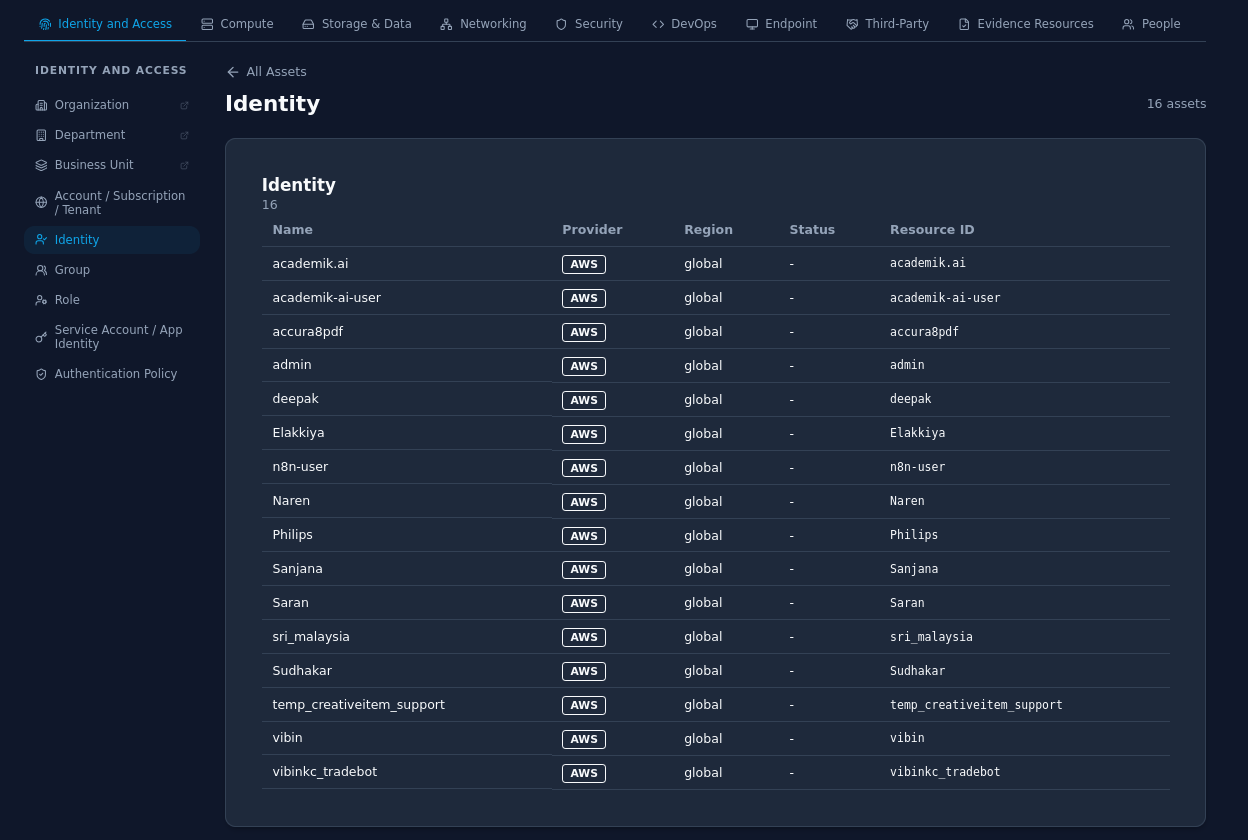 Identity and Access Compute Storage & Data Networking Security DevOps Endpoint Third-Party Evidence Resources People
IDENTITY AND ACCESS
Organization
Department
Business Unit
Account / Subscription
/ Tenant
Identity
Group
Role
Service Account / App
Identity
Authentication Policy
All Assets
Identity
16 assets
Identity
16
Name Provider Region Status Resource ID
academik.ai AWS global - academik.ai
academik-ai-user AWS global - academik-ai-user
accura8pdf AWS global - accura8pdf
admin AWS global - admin
deepak AWS global - deepak
Elakkiya AWS global - Elakkiya
n8n-user AWS global - n8n-user
Naren AWS global - Naren
Philips AWS global - Philips
Sanjana AWS global - Sanjana
Saran AWS global - Saran
sri_malaysia AWS global - sri_malaysia
Sudhakar AWS global - Sudhakar
temp_creativeitem_support AWS global - temp_creativeitem_support
vibin AWS global - vibin
vibinkc_tradebot AWS global - vibinkc_tradebot